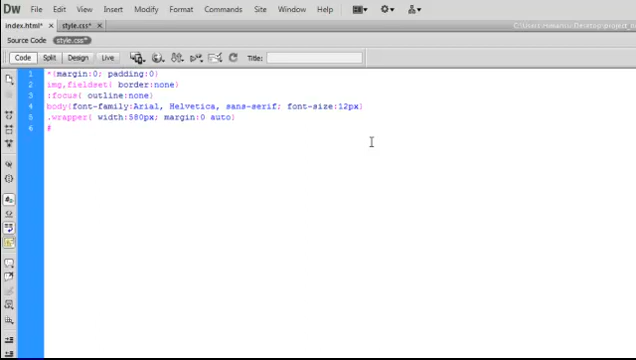 Dw File Edit View Insert Modify Format Commands Site Window Help
index.html* × style.css* ×
Source Code style.css*
Code Split Design Live Title:
1 *{margin:0; padding:0}
2 img,fieldset{ border:none}
3 :focus{ outline:none}
4 body{font-family:Arial, Helvetica, sans-serif; font-size:12px}
5 .wrapper{ width:580px; margin:0 auto}
6 #